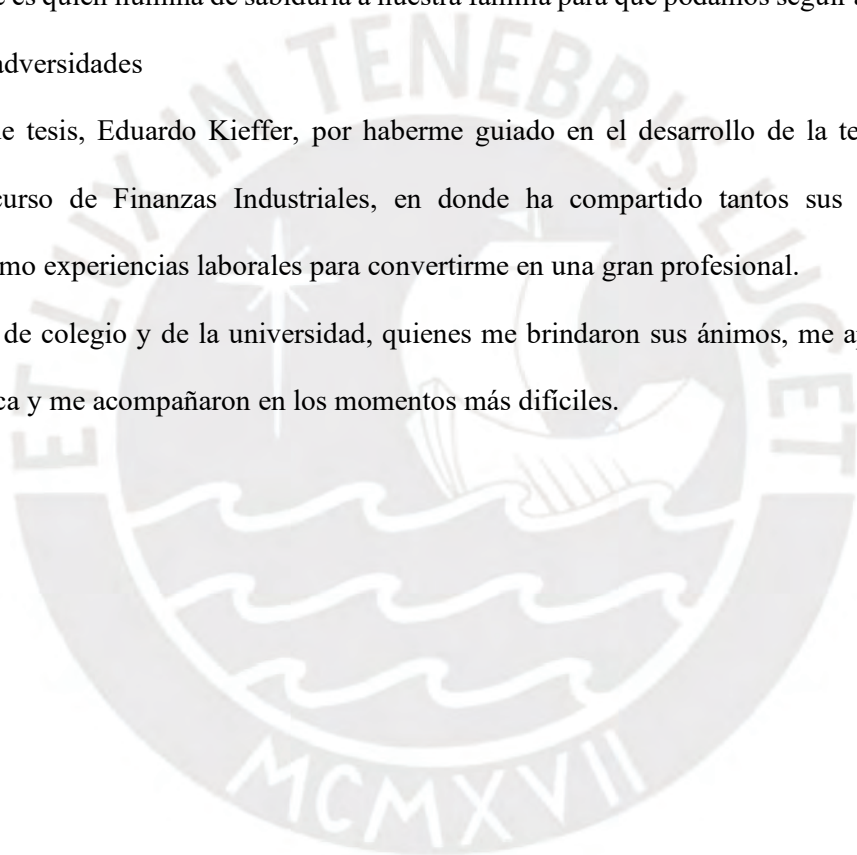 es quien ilumina de sabiduría a nuestra familia para que podamos seguir
adversidades
de tesis, Eduardo Kieffer, por haberme guiado en el desarrollo de la
curso de Finanzas Industriales, en donde ha compartido tantos sus
mo experiencias laborales para convertirme en una gran profesional.
de colegio y de la universidad, quienes me brindaron sus ánimos, me
ca y me acompañaron en los momentos más difíciles.
ET LUX IN TENEBRIS LUCET
MCMXVII